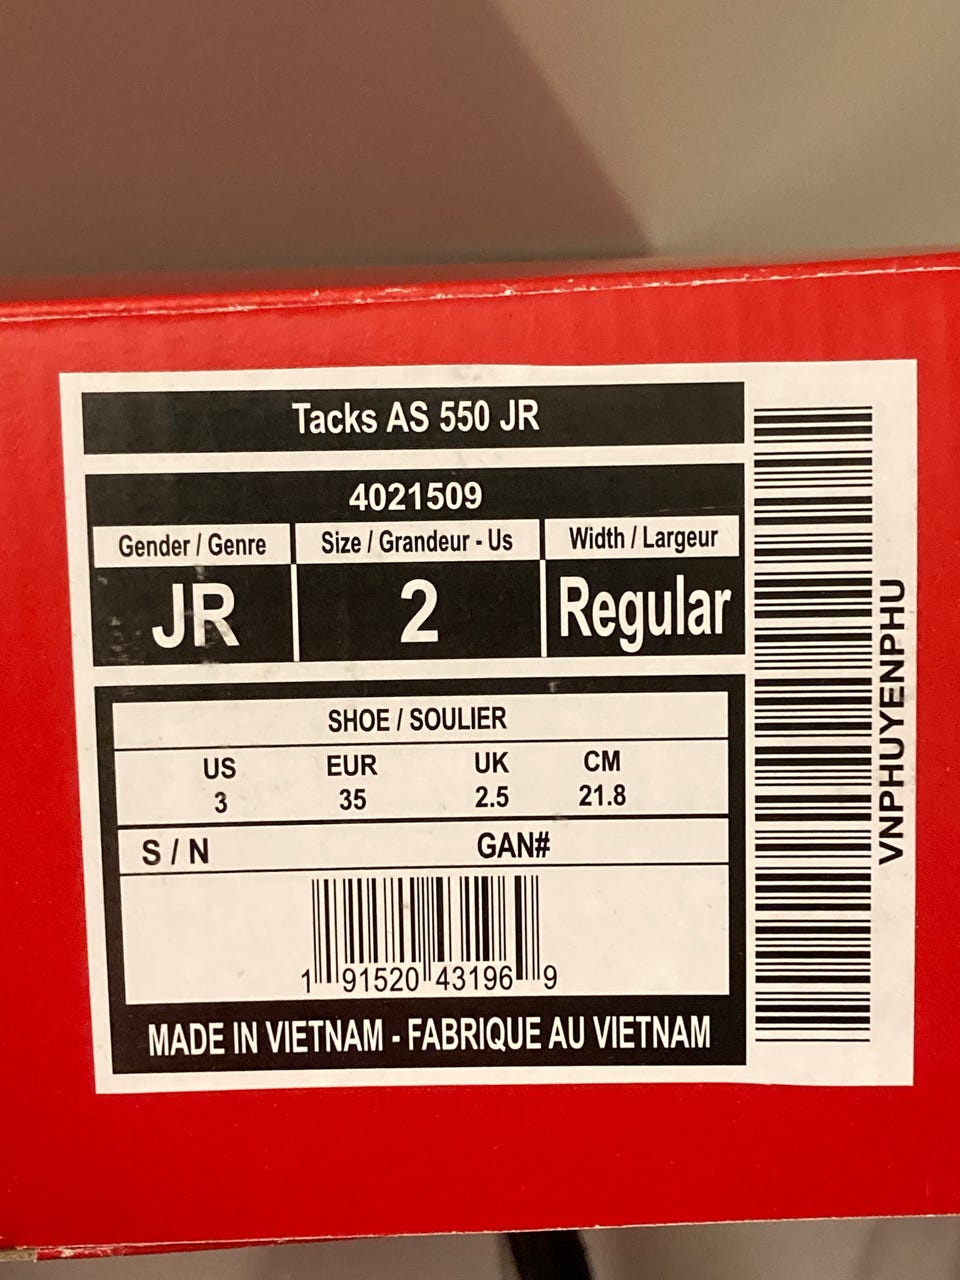 Tacks AS 550 JR
4021509
Gender / Genre Size / Grandeur - Us Width / Largeur
JR 2 Regular
SHOE / SOULIER
US EUR UK CM
3 35 2.5 21.8
S / N GAN#
1 91520 43196 9
MADE IN VIETNAM - FABRIQUE AU VIETNAM
VNPHUYENPHU